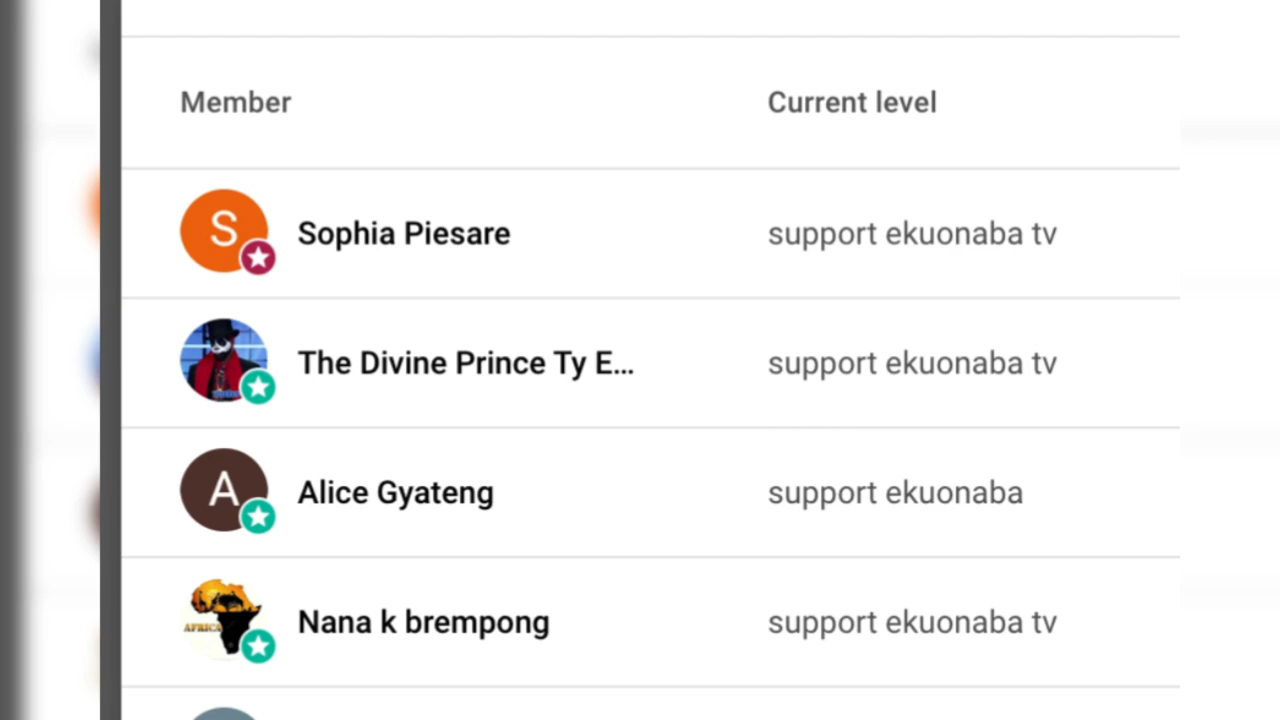 Member Current level
S Sophia Piesare support ekuonaba tv
The Divine Prince Ty E... support ekuonaba tv
A Alice Gyateng support ekuonaba
AFRICA Nana k brempong support ekuonaba tv